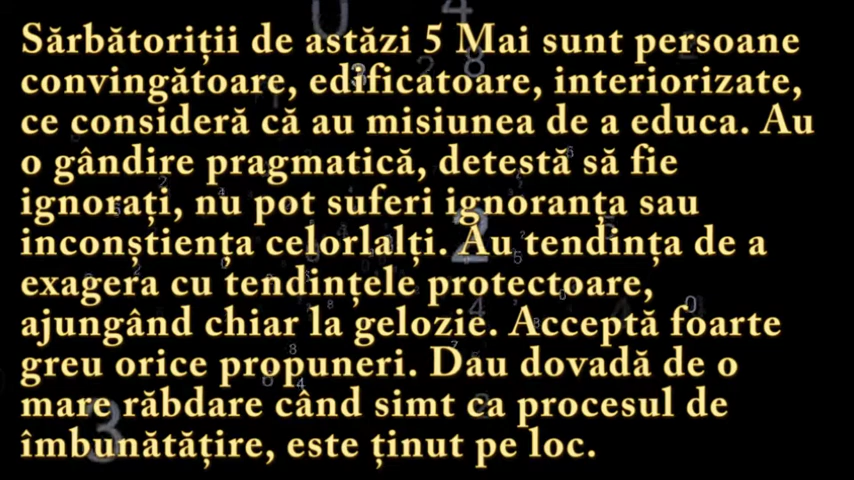 Sărbătoriții de astăzi 5 Mai sunt persoane
convingătoare, edificatoare, interiorizate,
ce consideră că au misiunea de a educa. Au
o gândire pragmatică, detestă să fie
ignorați, nu pot suferi ignoranța sau
inconștiența celorlalți. Au tendința de a
exagera cu tendințele protectoare,
ajungând chiar la gelozie. Acceptă foarte
greu orice propuneri. Dau dovadă de o
mare răbdare când simt ca procesul de
îmbunătățire, este ținut pe loc.